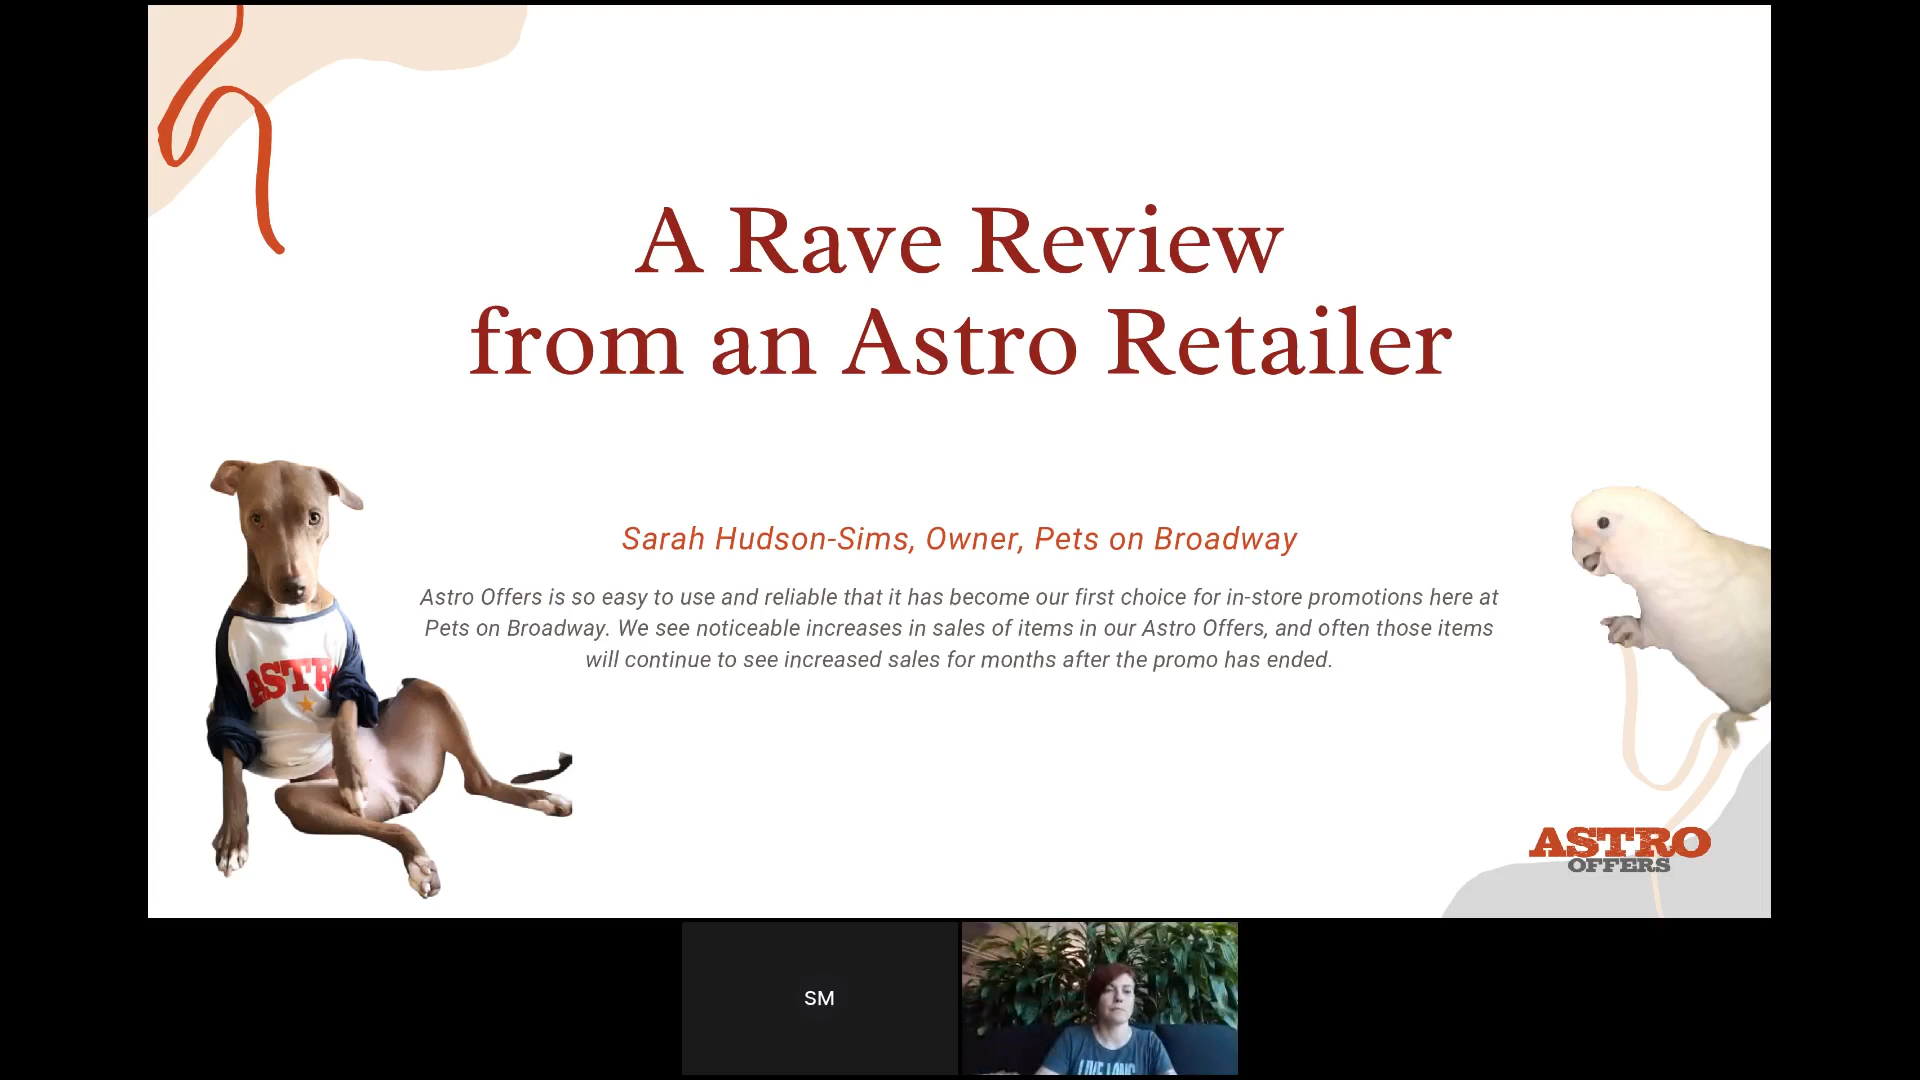 A Rave Review
from an Astro Retailer
Sarah Hudson-Sims, Owner, Pets on Broadway
Astro Offers is so easy to use and reliable that it has become our first choice for in-store promotions here at
Pets on Broadway. We see noticeable increases in sales of items in our Astro Offers, and often those items
will continue to see increased sales for months after the promo has ended.
ASTR
ASTRO
OFFERS
SM
LIVE LONG